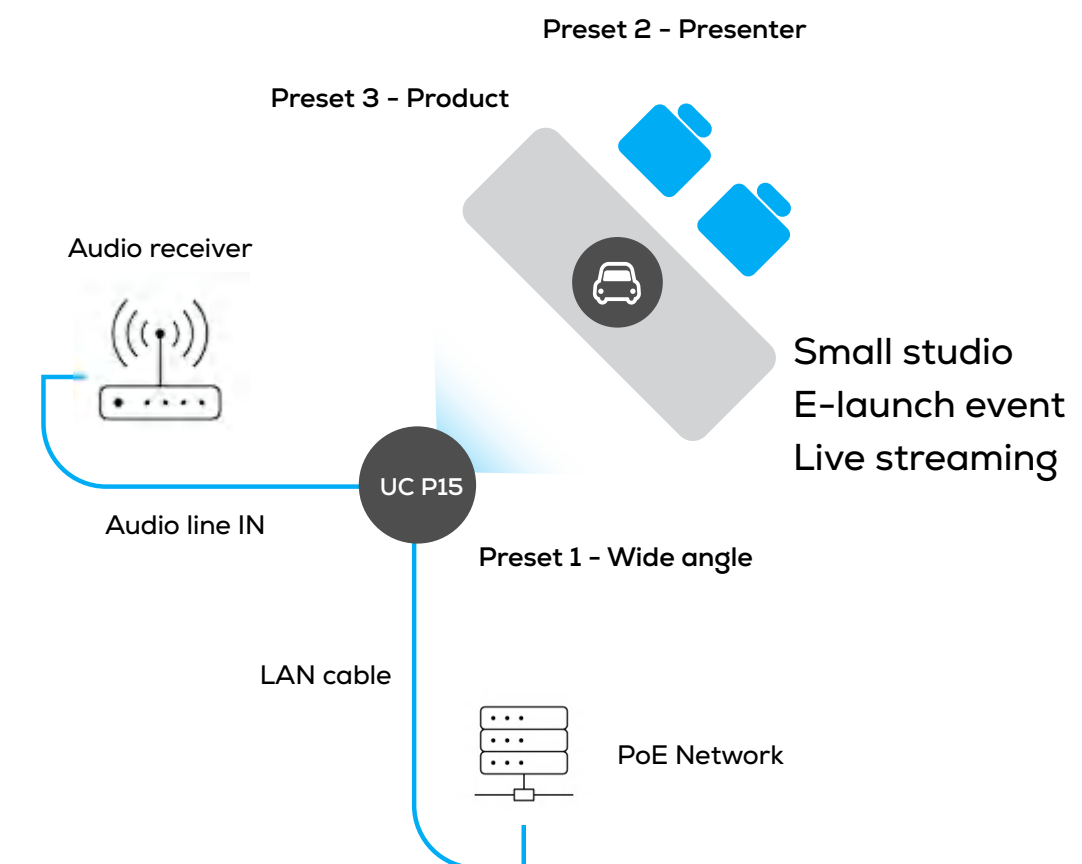 Preset 2 - Presenter
Preset 3 - Product
Audio receiver
Small studio
E-launch event
Live streaming
UC P15
Audio line IN
Preset 1 - Wide angle
LAN cable
PoE Network